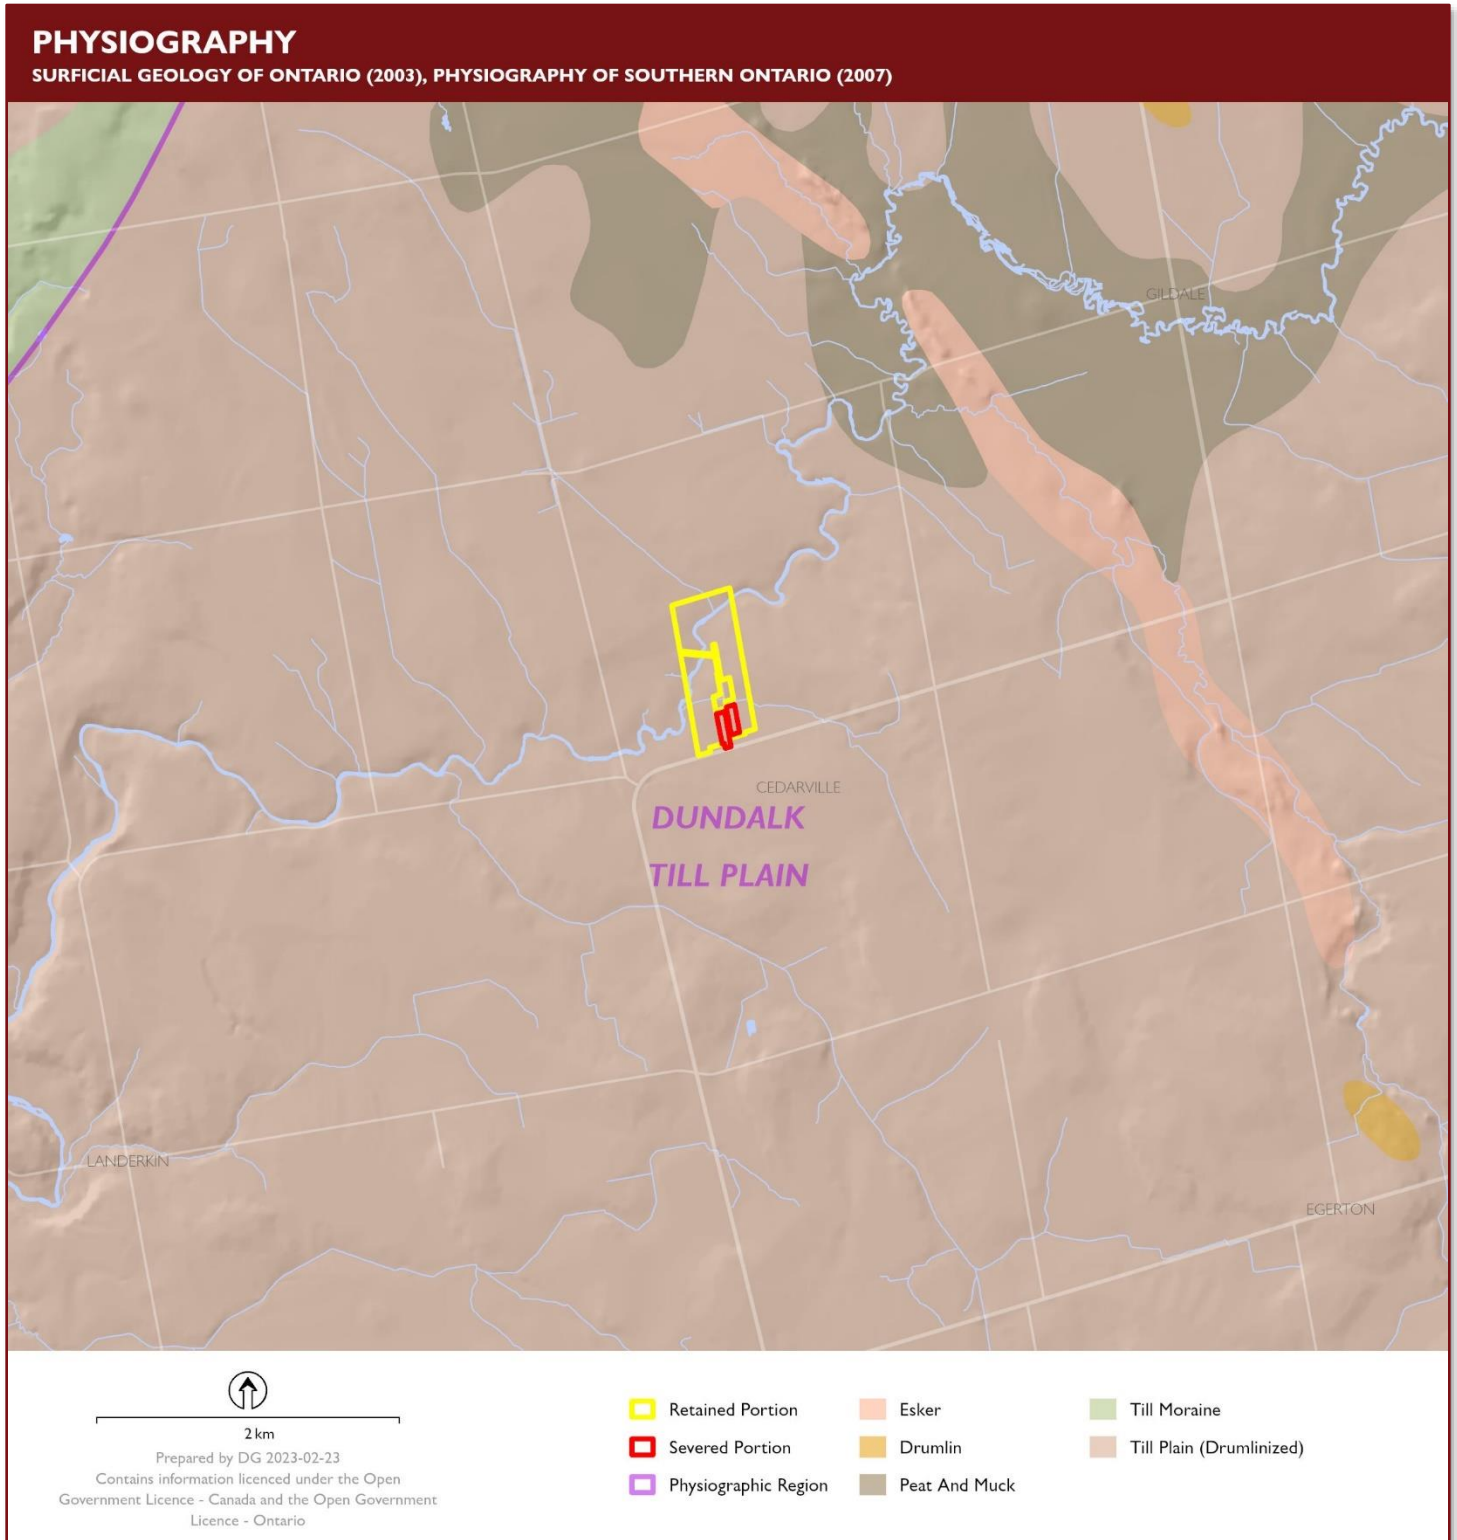 PHYSIOGRAPHY
SURFICIAL GEOLOGY OF ONTARIO (2003), PHYSIOGRAPHY OF SOUTHERN ONTARIO (2007)
GILDALE
CEDARVILLE
DUNDALK
TILL PLAIN
LANDERKIN
EGERTON
2 km
Prepared by DG 2023-02-23
Contains information licenced under the Open
Government Licence - Canada and the Open Government
Licence - Ontario
Retained Portion
Severed Portion
Physiographic Region
Esker
Drumlin
Peat And Muck
Till Moraine
Till Plain (Drumlinized)